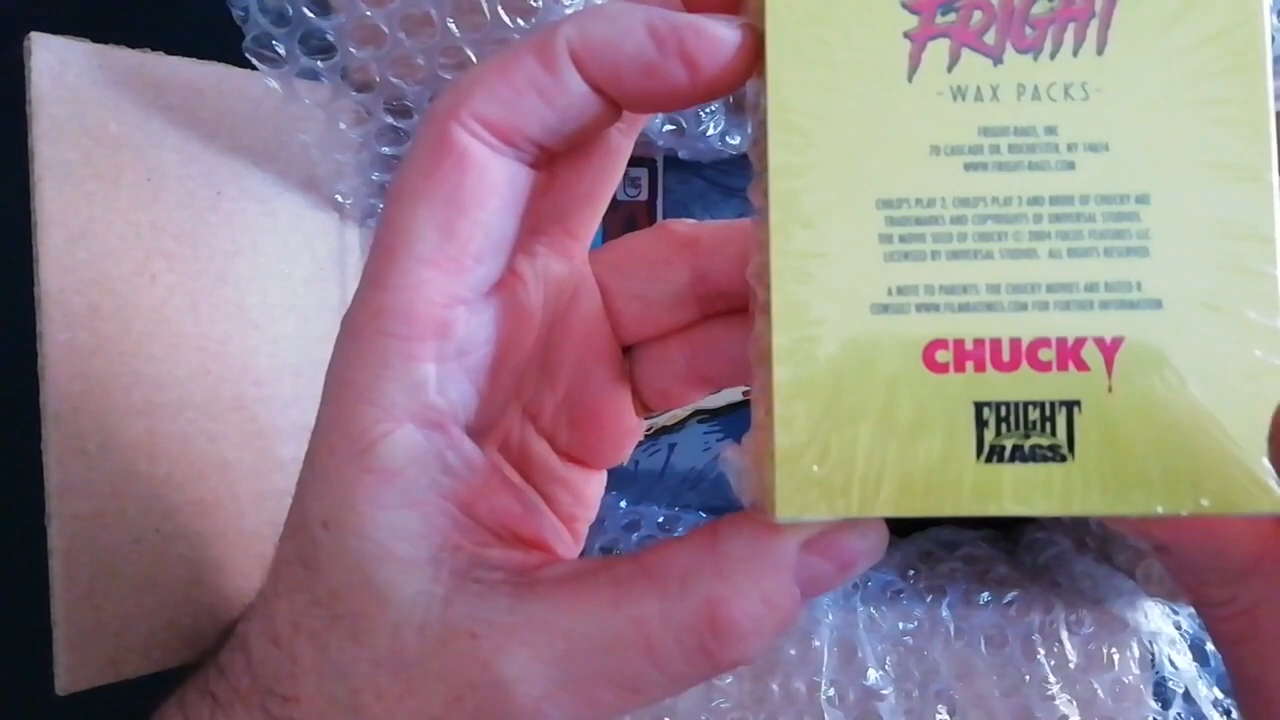 FRIGHT
-WAX PACKS-
FRIGHT-RAGS, INC
70 CASCADE DR, ROCHESTER, NY 14614
WWW.FRIGHT-RAGS.COM
CHILD'S PLAY 2, CHILD'S PLAY 3 AND BRIDE OF CHUCKY ARE
TRADEMARKS AND COPYRIGHTS OF UNIVERSAL STUDIOS.
THE MOVIE SEED OF CHUCKY © 2004 FOCUS FEATURES LLC.
LICENSED BY UNIVERSAL STUDIOS. ALL RIGHTS RESERVED.
A NOTE TO PARENTS: THE CHUCKY MOVIES ARE RATED R
CONSULT WWW.FILMRATINGS.COM FOR FURTHER INFORMATION
CHUCKY
FRIGHT
RAGS